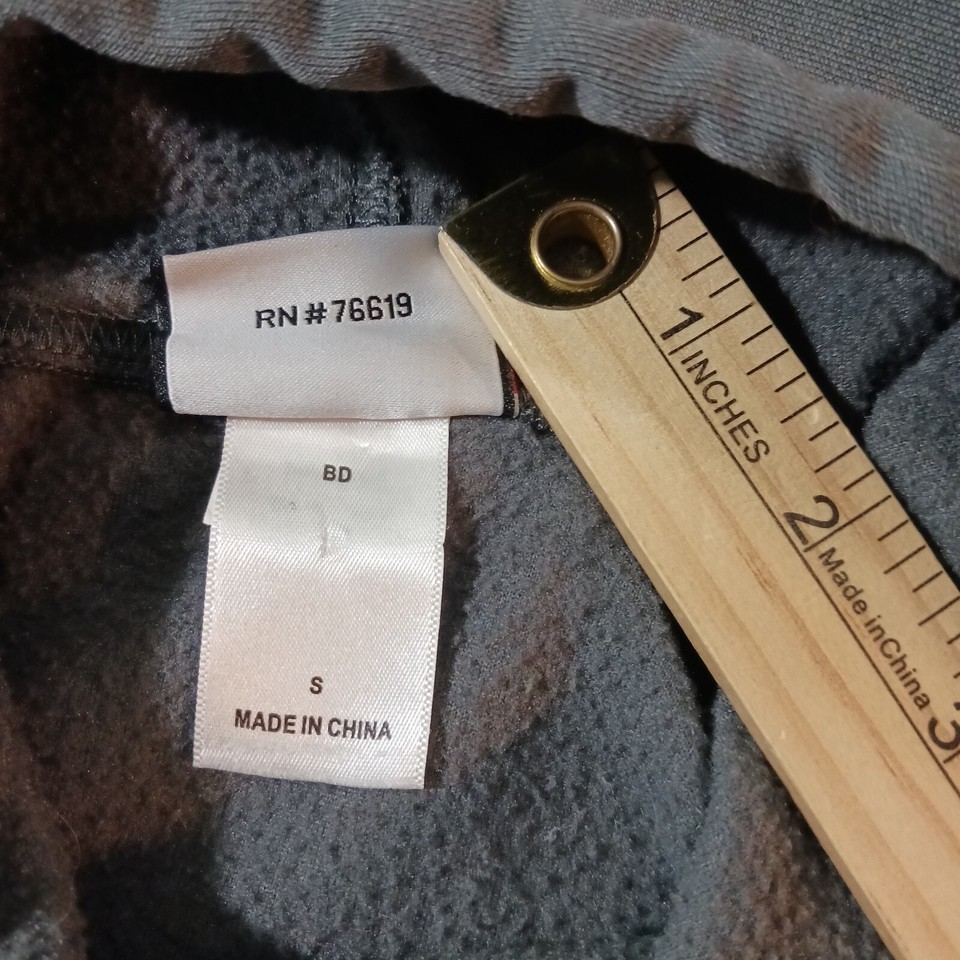 RN #76619
BD
S
MADE IN CHINA
1
INCHES
2
Made in China
3